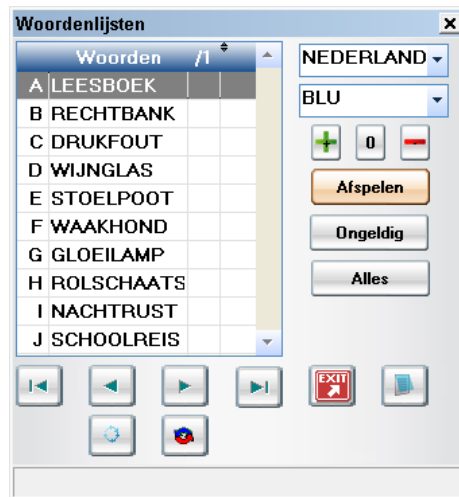 Woordenlijsten
Woorden /1
NEDERLAND
A LEESBOEK
BLU
B RECHTBANK
C DRUKFOUT
0
D WIJNGLAS
Afspelen
E STOELPOOT
F WAAKHOND
Ongeldig
G GLOEILAMP
H ROLSCHAATS
Alles
I NACHTRUST
J SCHOOLREIS
EXIT